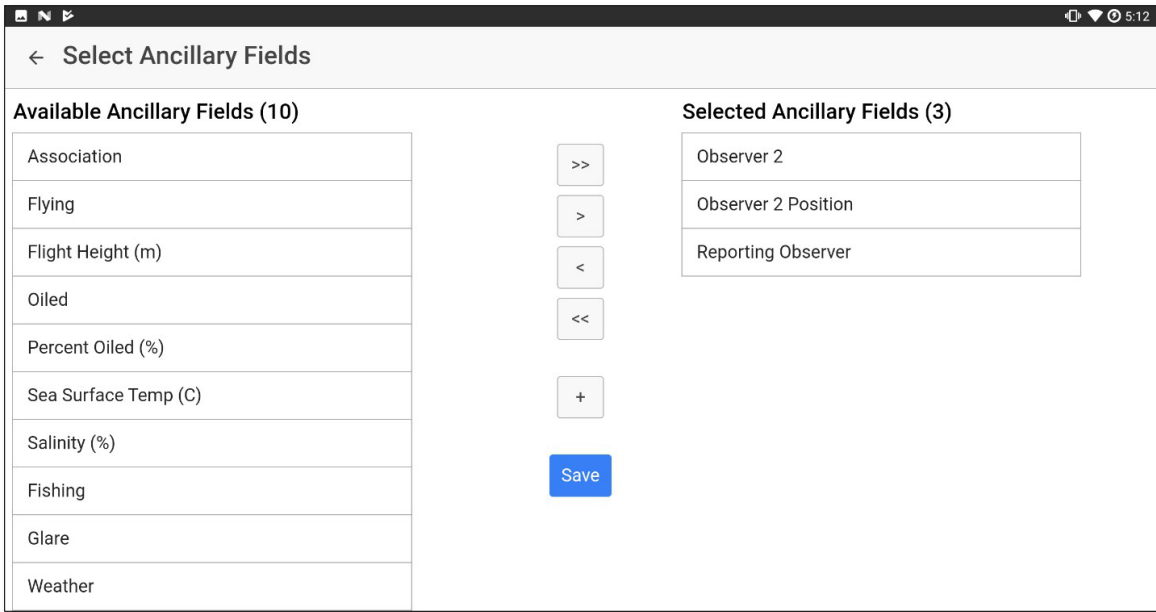 5:12
← Select Ancillary Fields
Available Ancillary Fields (10)
Association
Flying
Flight Height (m)
Oiled
Percent Oiled (%)
Sea Surface Temp (C)
Salinity (%)
Fishing
Glare
Weather
>>
>
<
<<
+
Save
Selected Ancillary Fields (3)
Observer 2
Observer 2 Position
Reporting Observer